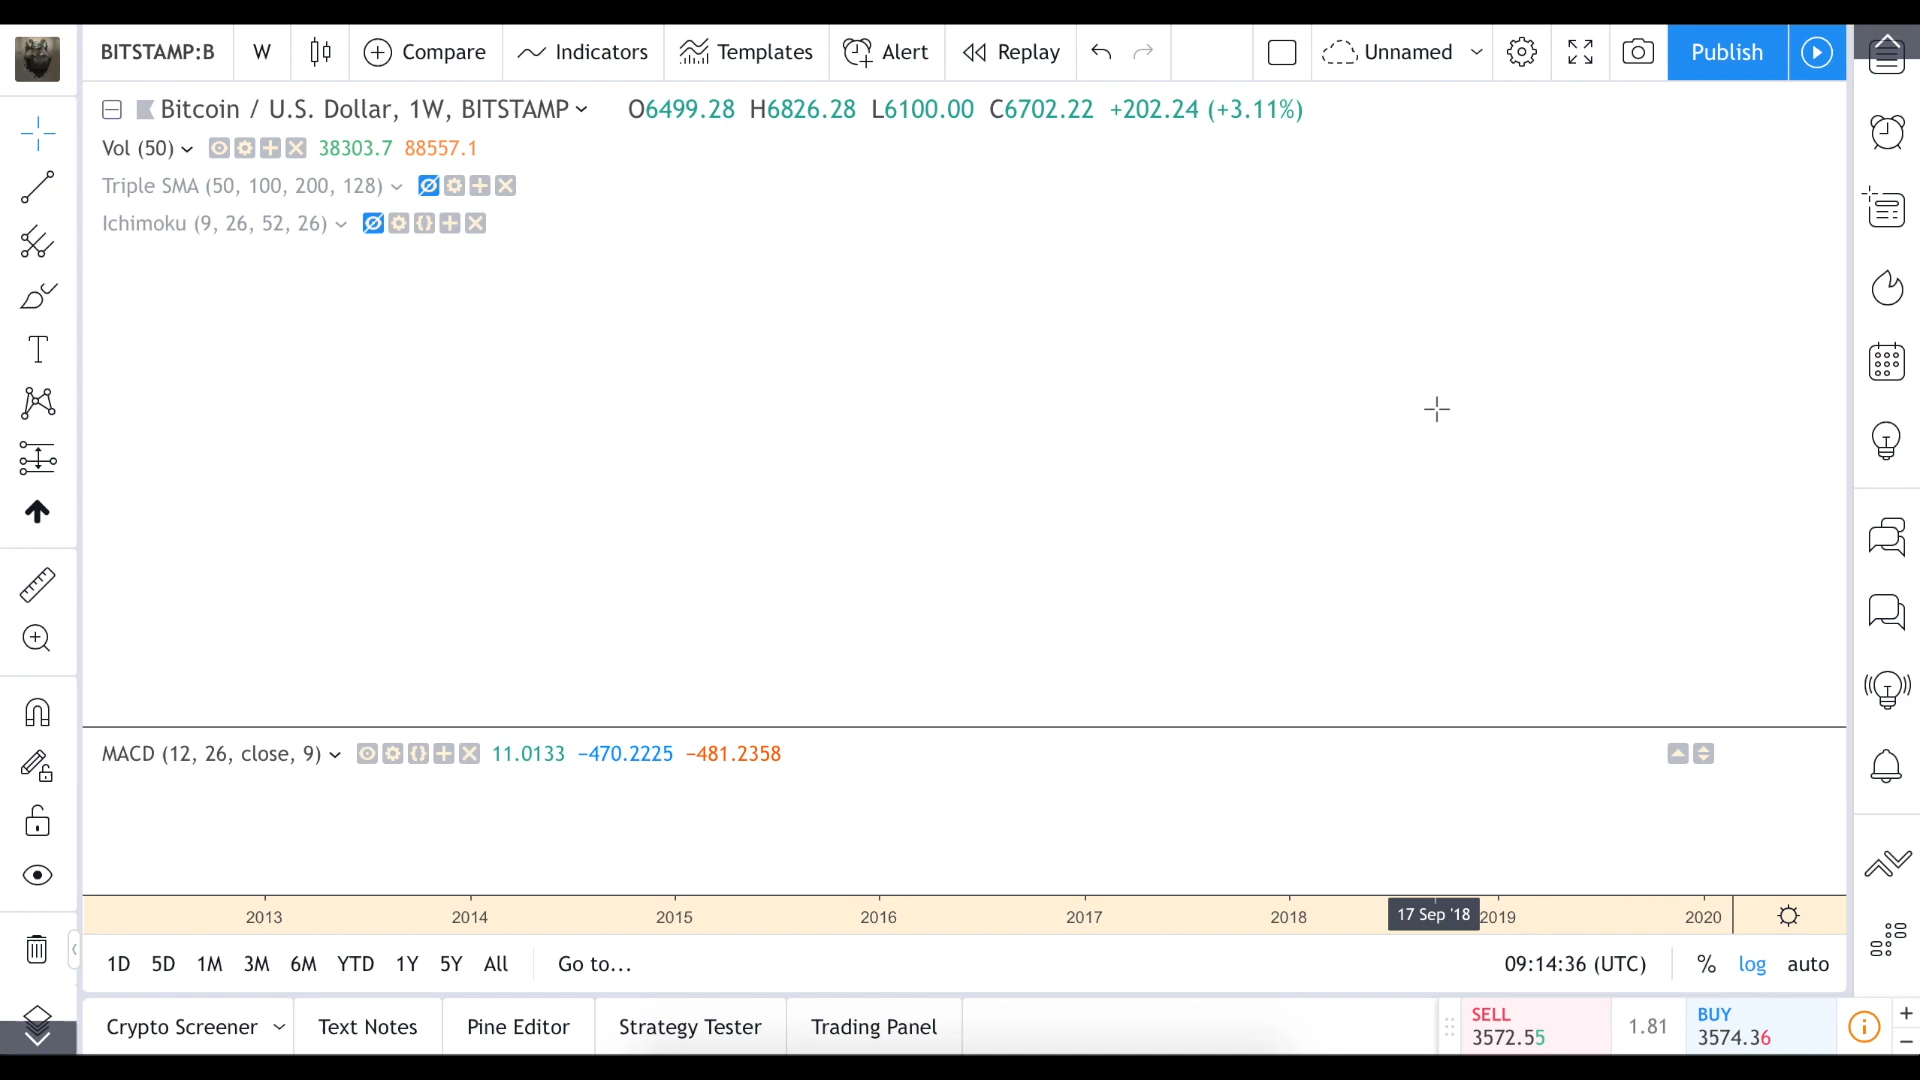 BITSTAMP:B W Compare Indicators Templates Alert Replay Unnamed Publish
Bitcoin / U.S. Dollar, 1W, BITSTAMP O6499.28 H6826.28 L6100.00 C6702.22 +202.24 (+3.11%)
Vol (50) 38303.7 88557.1
Triple SMA (50, 100, 200, 128)
Ichimoku (9, 26, 52, 26)
MACD (12, 26, close, 9) 11.0133 −470.2225 −481.2358
2013 2014 2015 2016 2017 2018 17 Sep '18 2019 2020
1D 5D 1M 3M 6M YTD 1Y 5Y All Go to... 09:14:36 (UTC) % log auto
Crypto Screener Text Notes Pine Editor Strategy Tester Trading Panel
SELL 3572.55 1.81 BUY 3574.36